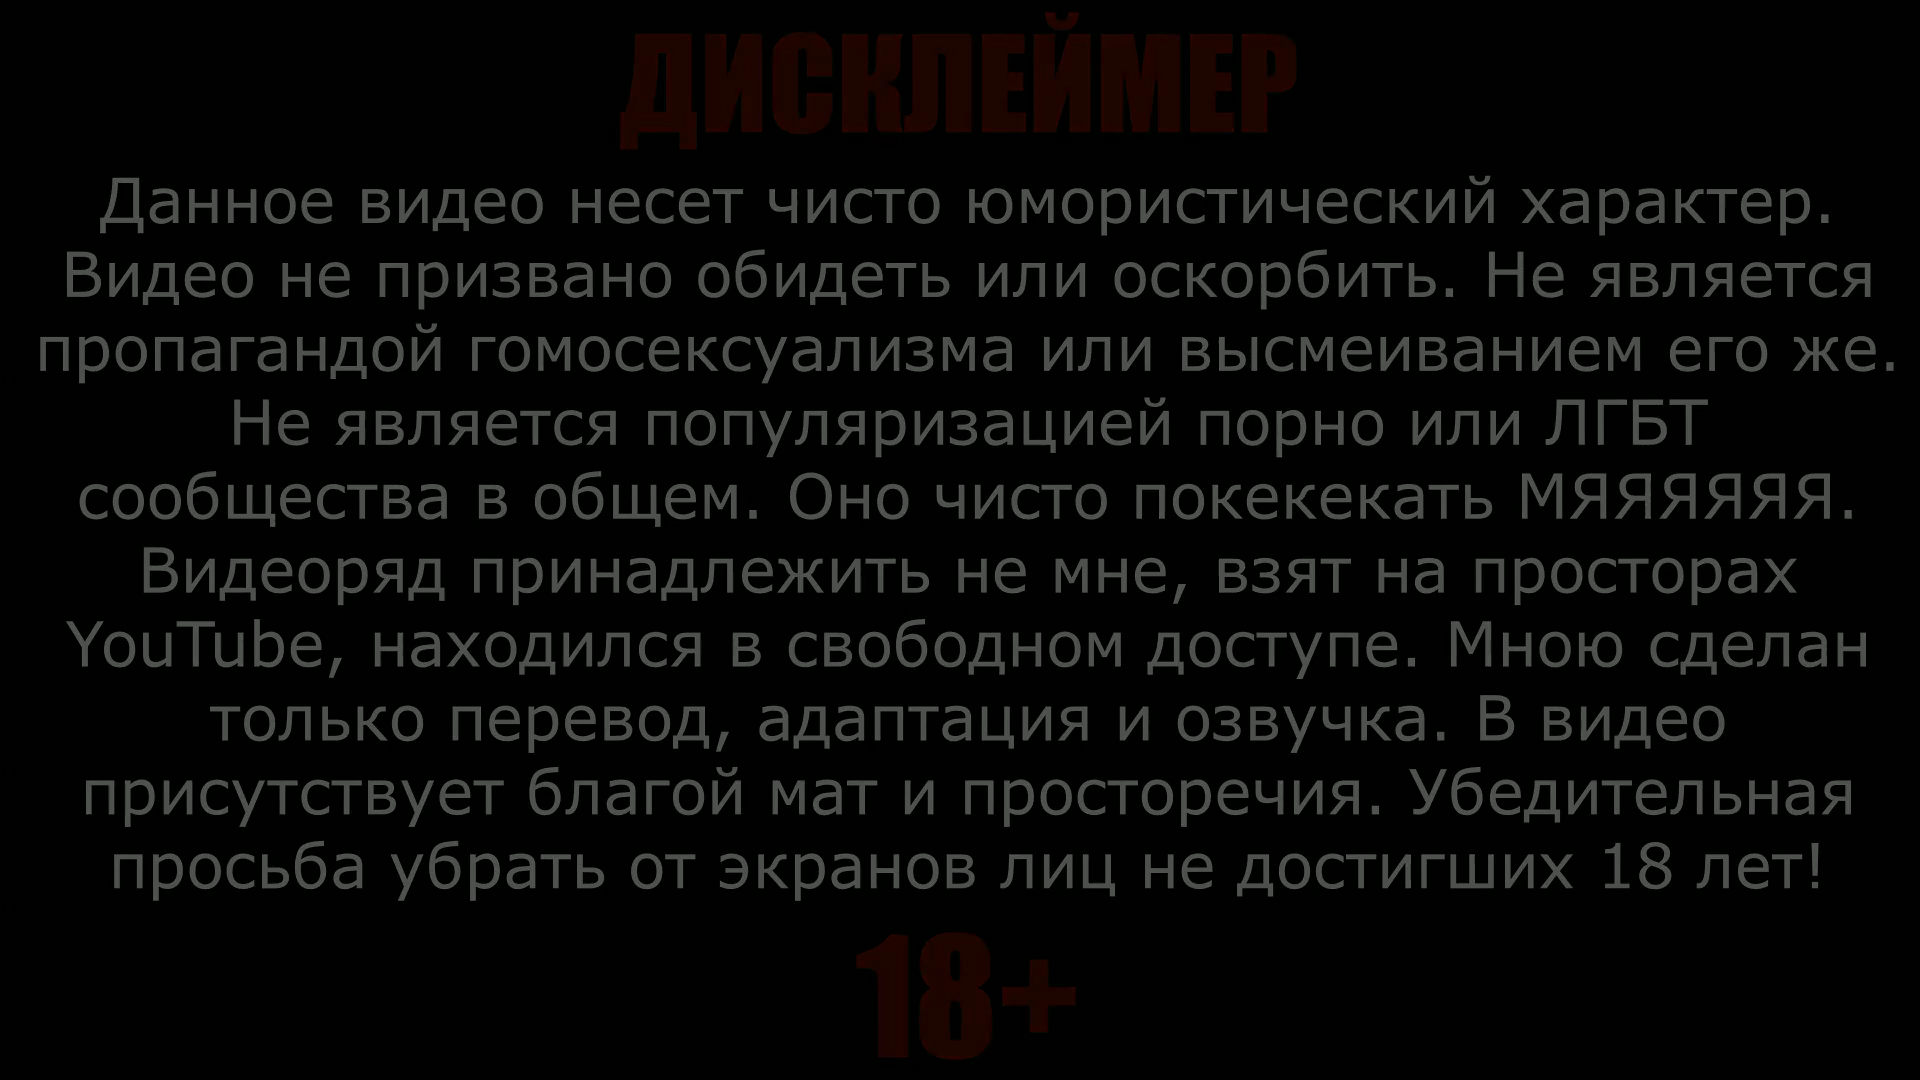 ДИСКЛЕЙМЕР
Данное видео несет чисто юмористический характер.
Видео не призвано обидеть или оскорбить. Не является
пропагандой гомосексуализма или высмеиванием его же.
Не является популяризацией порно или ЛГБТ
сообщества в общем. Оно чисто покекекать МЯЯЯЯЯЯ.
Видеоряд принадлежить не мне, взят на просторах
YouTube, находился в свободном доступе. Мною сделан
только перевод, адаптация и озвучка. В видео
присутствует благой мат и просторечия. Убедительная
просьба убрать от экранов лиц не достигших 18 лет!
18+